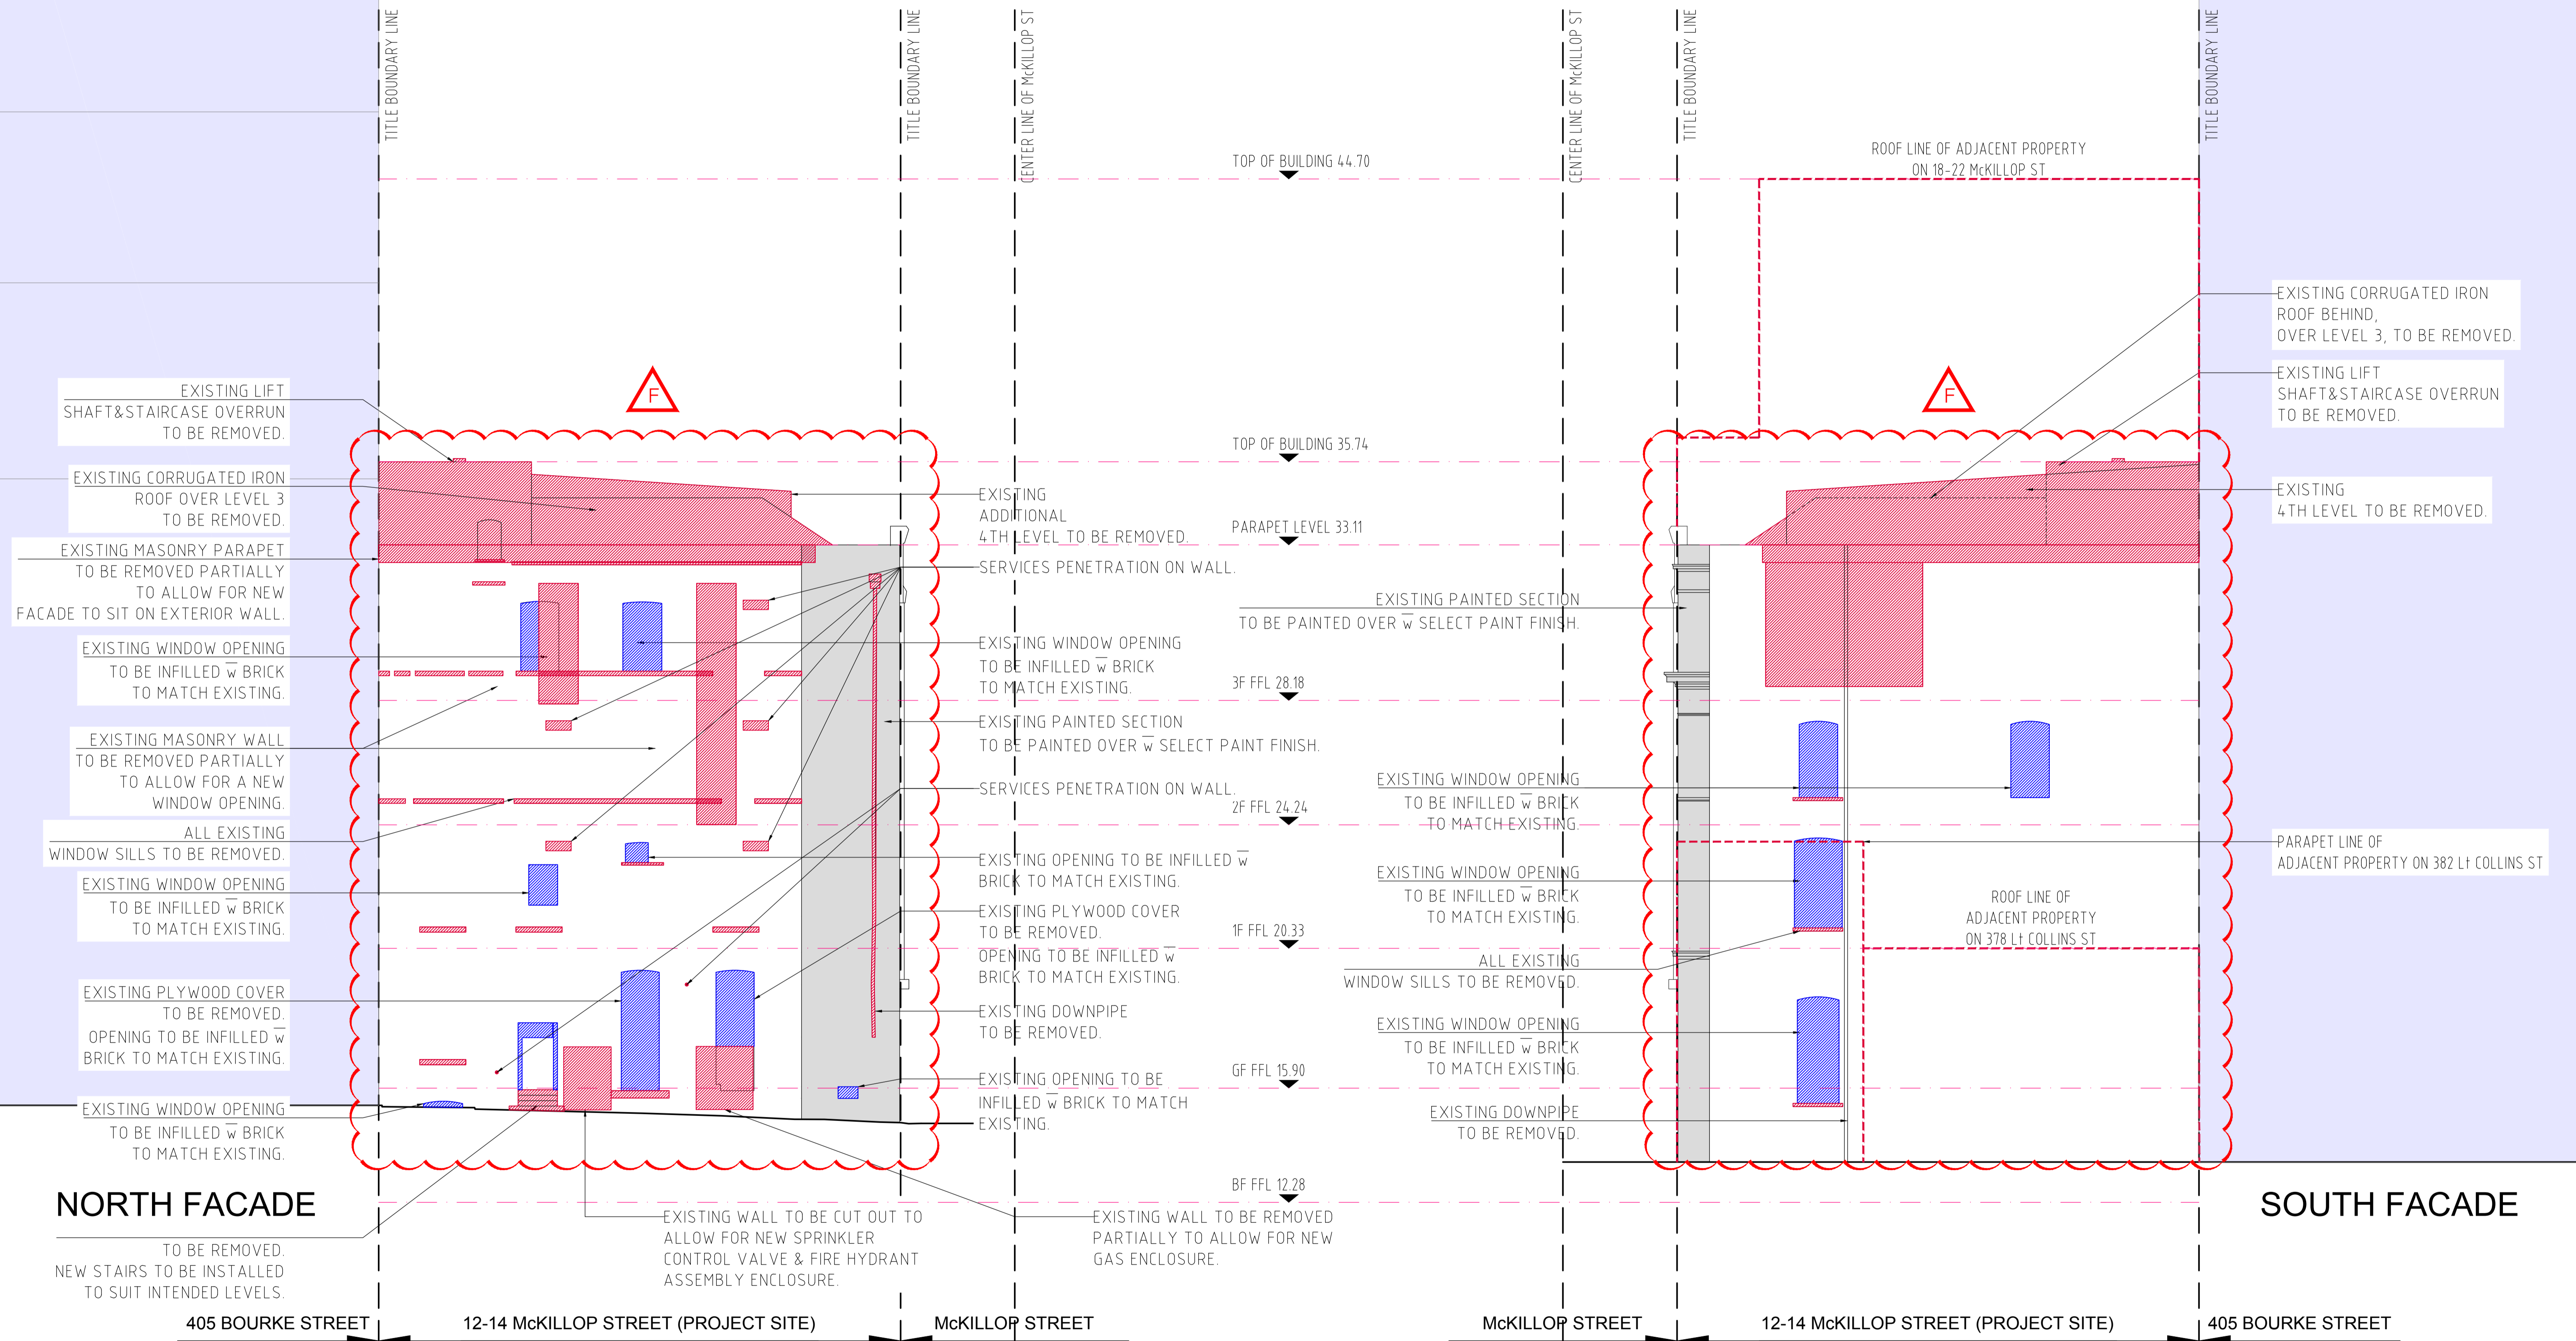 TITLE BOUNDARY LINE
TITLE BOUNDARY LINE
CENTER LINE OF McKILLOP ST
CENTER LINE OF McKILLOP ST
TITLE BOUNDARY LINE
TITLE BOUNDARY LINE
TOP OF BUILDING 44.70
TOP OF BUILDING 35.74
PARAPET LEVEL 33.11
3F FFL 28.18
2F FFL 24.24
1F FFL 20.33
GF FFL 15.90
BF FFL 12.28
F
EXISTING LIFT
SHAFT&STAIRCASE OVERRUN
TO BE REMOVED.
EXISTING CORRUGATED IRON
ROOF OVER LEVEL 3
TO BE REMOVED.
EXISTING MASONRY PARAPET
TO BE REMOVED PARTIALLY
TO ALLOW FOR NEW
FACADE TO SIT ON EXTERIOR WALL.
EXISTING WINDOW OPENING
TO BE INFILLED w̅ BRICK
TO MATCH EXISTING.
EXISTING MASONRY WALL
TO BE REMOVED PARTIALLY
TO ALLOW FOR A NEW
WINDOW OPENING.
ALL EXISTING
WINDOW SILLS TO BE REMOVED.
EXISTING WINDOW OPENING
TO BE INFILLED w̅ BRICK
TO MATCH EXISTING.
EXISTING PLYWOOD COVER
TO BE REMOVED.
OPENING TO BE INFILLED w̅
BRICK TO MATCH EXISTING.
EXISTING WINDOW OPENING
TO BE INFILLED w̅ BRICK
TO MATCH EXISTING.
NORTH FACADE
TO BE REMOVED.
NEW STAIRS TO BE INSTALLED
TO SUIT INTENDED LEVELS.
EXISTING
ADDITIONAL
4TH LEVEL TO BE REMOVED.
SERVICES PENETRATION ON WALL.
EXISTING WINDOW OPENING
TO BE INFILLED w̅ BRICK
TO MATCH EXISTING.
EXISTING PAINTED SECTION
TO BE PAINTED OVER w̅ SELECT PAINT FINISH.
SERVICES PENETRATION ON WALL.
EXISTING OPENING TO BE INFILLED w̅
BRICK TO MATCH EXISTING.
EXISTING PLYWOOD COVER
TO BE REMOVED.
OPENING TO BE INFILLED w̅
BRICK TO MATCH EXISTING.
EXISTING DOWNPIPE
TO BE REMOVED.
EXISTING OPENING TO BE
INFILLED w̅ BRICK TO MATCH
EXISTING.
EXISTING WALL TO BE CUT OUT TO
ALLOW FOR NEW SPRINKLER
CONTROL VALVE & FIRE HYDRANT
ASSEMBLY ENCLOSURE.
EXISTING WALL TO BE REMOVED
PARTIALLY TO ALLOW FOR NEW
GAS ENCLOSURE.
ROOF LINE OF ADJACENT PROPERTY
ON 18-22 McKILLOP ST
F
EXISTING PAINTED SECTION
TO BE PAINTED OVER w̅ SELECT PAINT FINISH.
EXISTING WINDOW OPENING
TO BE INFILLED w̅ BRICK
TO MATCH EXISTING.
EXISTING WINDOW OPENING
TO BE INFILLED w̅ BRICK
TO MATCH EXISTING.
ALL EXISTING
WINDOW SILLS TO BE REMOVED.
EXISTING WINDOW OPENING
TO BE INFILLED w̅ BRICK
TO MATCH EXISTING.
EXISTING DOWNPIPE
TO BE REMOVED.
ROOF LINE OF
ADJACENT PROPERTY
ON 378 Lt COLLINS ST
EXISTING CORRUGATED IRON
ROOF BEHIND,
OVER LEVEL 3, TO BE REMOVED.
EXISTING LIFT
SHAFT&STAIRCASE OVERRUN
TO BE REMOVED.
EXISTING
4TH LEVEL TO BE REMOVED.
PARAPET LINE OF
ADJACENT PROPERTY ON 382 Lt COLLINS ST
SOUTH FACADE
405 BOURKE STREET
12-14 McKILLOP STREET (PROJECT SITE)
McKILLOP STREET
McKILLOP STREET
12-14 McKILLOP STREET (PROJECT SITE)
405 BOURKE STREET